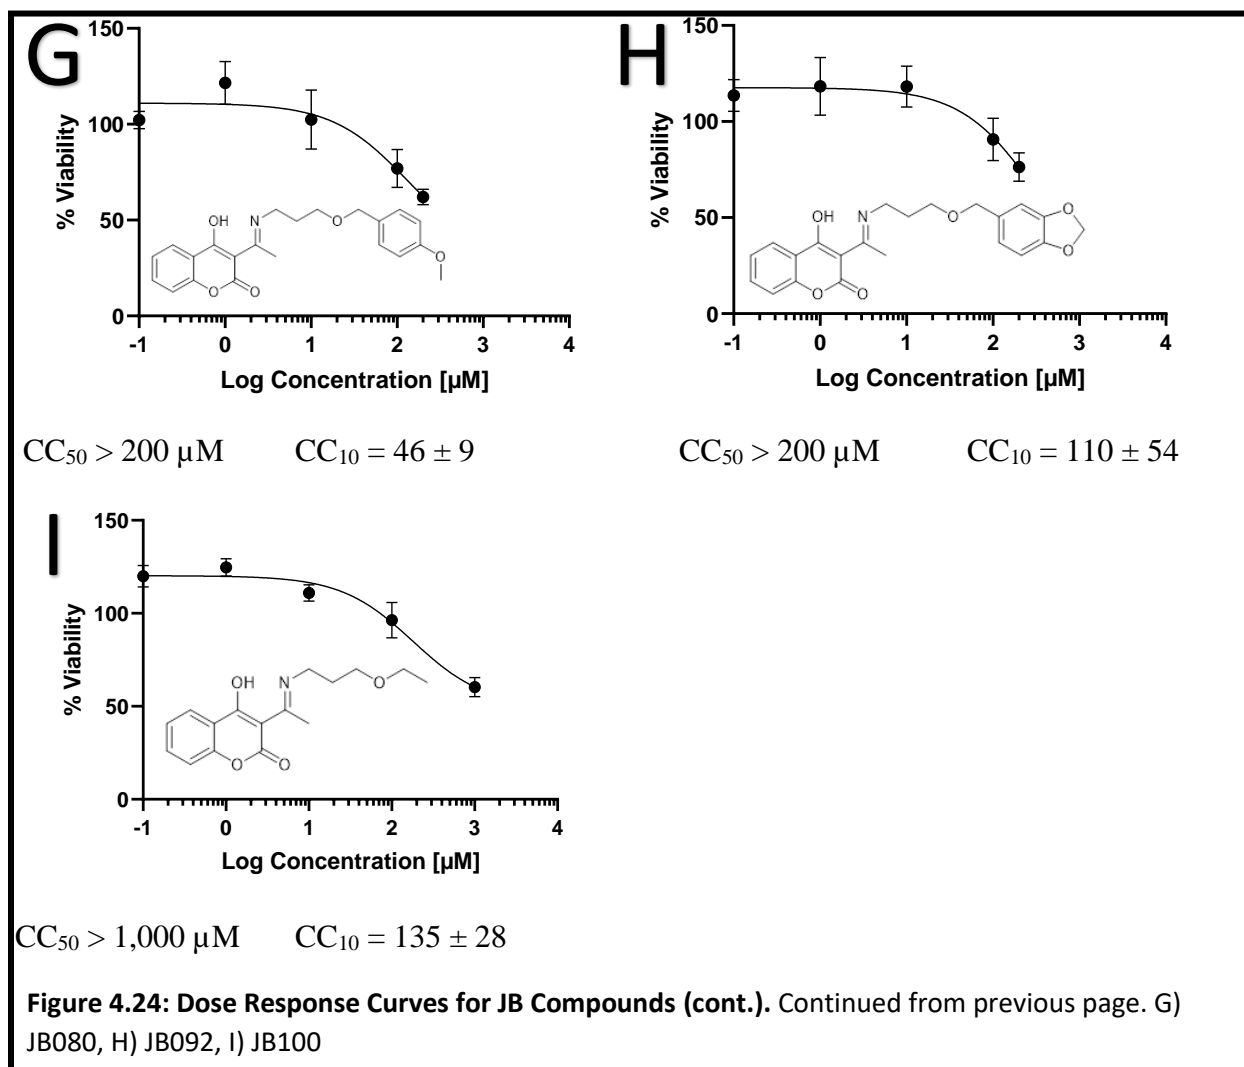 G
150
100
50
0
% Viability
-1 0 1 2 3 4
Log Concentration [µM]
OH N O O O O
CC50 > 200 µM CC10 = 46 ± 9
H
150
100
50
0
% Viability
-1 0 1 2 3 4
Log Concentration [µM]
OH N O O O O O
CC50 > 200 µM CC10 = 110 ± 54
I
150
100
50
0
% Viability
-1 0 1 2 3 4
Log Concentration [µM]
OH N O O O
CC50 > 1,000 µM CC10 = 135 ± 28
Figure 4.24: Dose Response Curves for JB Compounds (cont.). Continued from previous page. G)
JB080, H) JB092, I) JB100